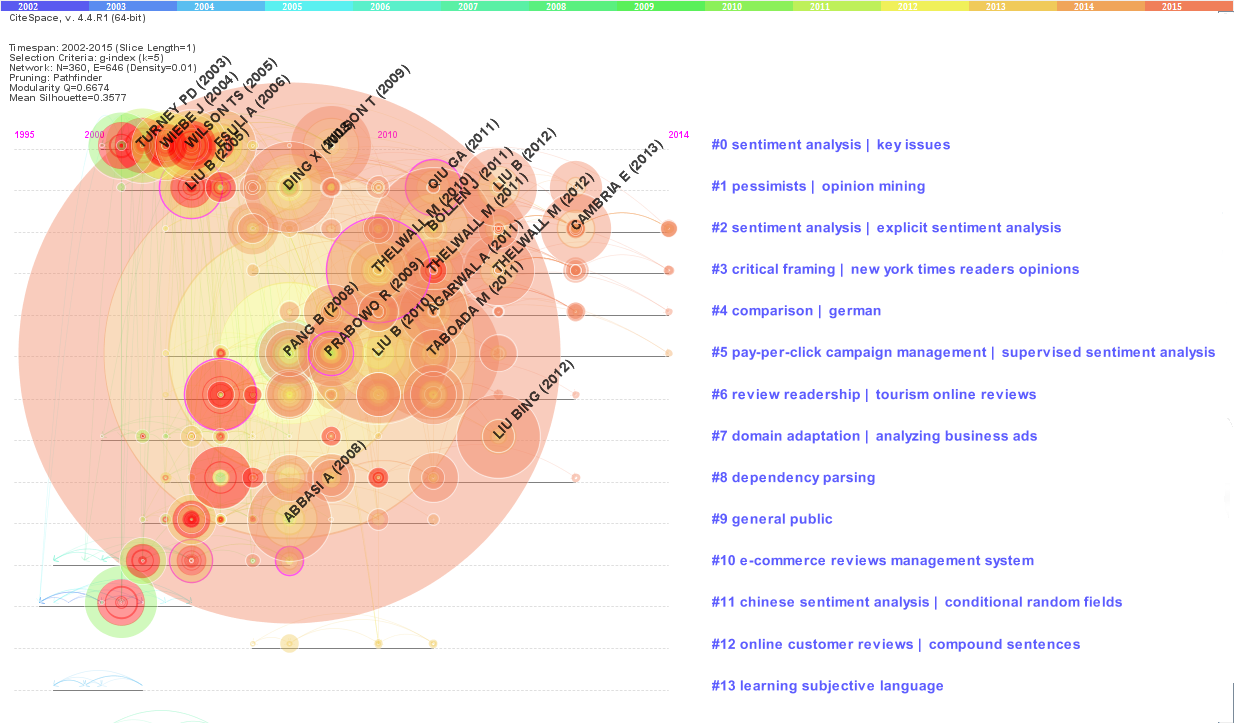 2002 2003 2004 2005 2006 2007 2008 2009 2010 2011 2012 2013 2014 2015
CiteSpace, v. 4.4.R1 (64-bit)
Timespan: 2002-2015 (Slice Length=1)
Selection Criteria: g-index (k=5)
Network: N=360, E=646 (Density=0.01)
Pruning: Pathfinder
Modularity Q=0.6674
Mean Silhouette=0.3577
1995 2000 2010 2014
TURNEY PD (2003)
WIEBE J (2004)
WILSON TS (2005)
ESULI A (2006)
WILSON T (2009)
#0 sentiment analysis | key issues
LIU B (2005)
DING X
QIU GA (2011)
LIU B (2012)
#1 pessimists | opinion mining
BOLLEN J (2011)
CAMBRIA E (2013)
#2 sentiment analysis | explicit sentiment analysis
THELWALL M (2010)
THELWALL M (2011)
THELWALL M (2012)
#3 critical framing | new york times readers opinions
AGARWALA A (2011)
#4 comparison | german
PANG B (2008)
PRABOWO R (2009)
LIU B (2010)
TABOADA M (2011)
#5 pay-per-click campaign management | supervised sentiment analysis
#6 review readership | tourism online reviews
LIU BING (2012)
#7 domain adaptation | analyzing business ads
#8 dependency parsing
ABBASI A (2008)
#9 general public
#10 e-commerce reviews management system
#11 chinese sentiment analysis | conditional random fields
#12 online customer reviews | compound sentences
#13 learning subjective language